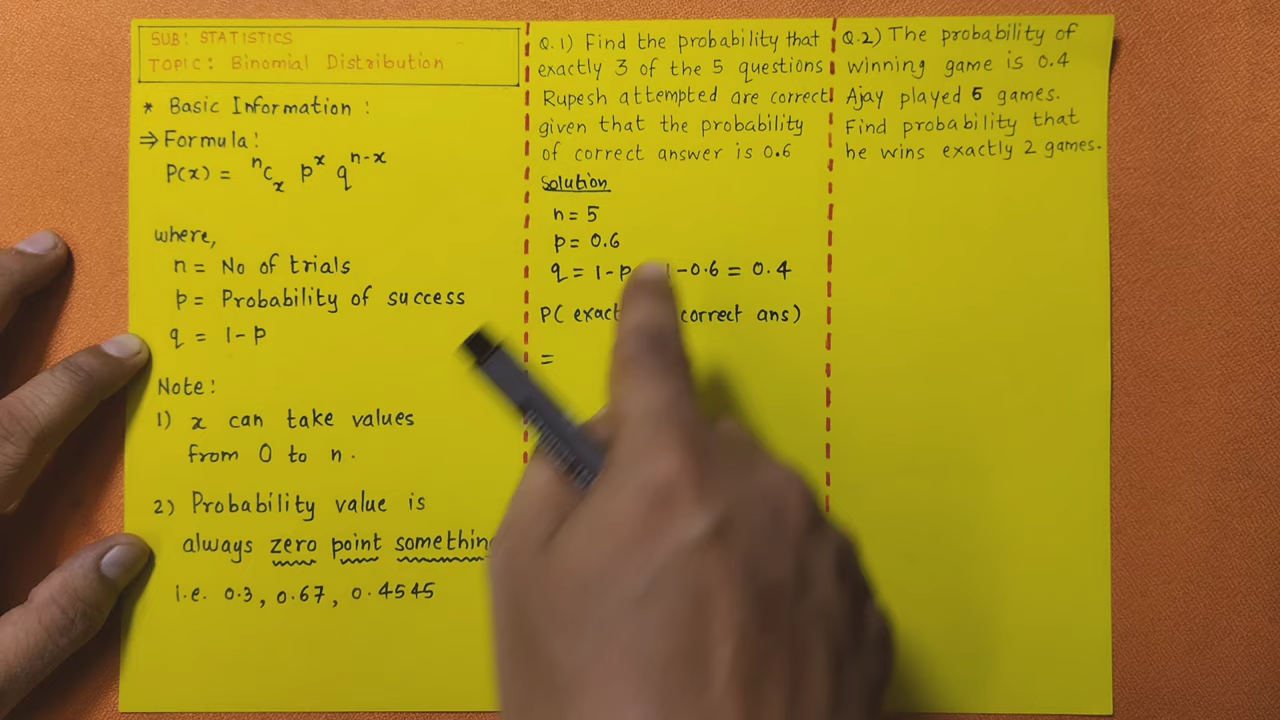 SUB: STATISTICS
TOPIC: Binomial Distribution
* Basic Information:
⇒ Formula:
P(x) = ⁿCₓ pˣ qⁿ⁻ˣ
where,
n = No of trials
p = Probability of success
q = 1-p
Note:
1) x can take values
from 0 to n.
2) Probability value is
always zero point somethin
i.e. 0.3, 0.67, 0.4545
Q.1) Find the probability that
exactly 3 of the 5 questions
Rupesh attempted are correct
given that the probability
of correct answer is 0.6
Solution
n = 5
p = 0.6
q = 1-p 1-0.6 = 0.4
P( exact correct ans)
=
Q.2) The probability of
winning game is 0.4
Ajay played 5 games.
Find probability that
he wins exactly 2 games.